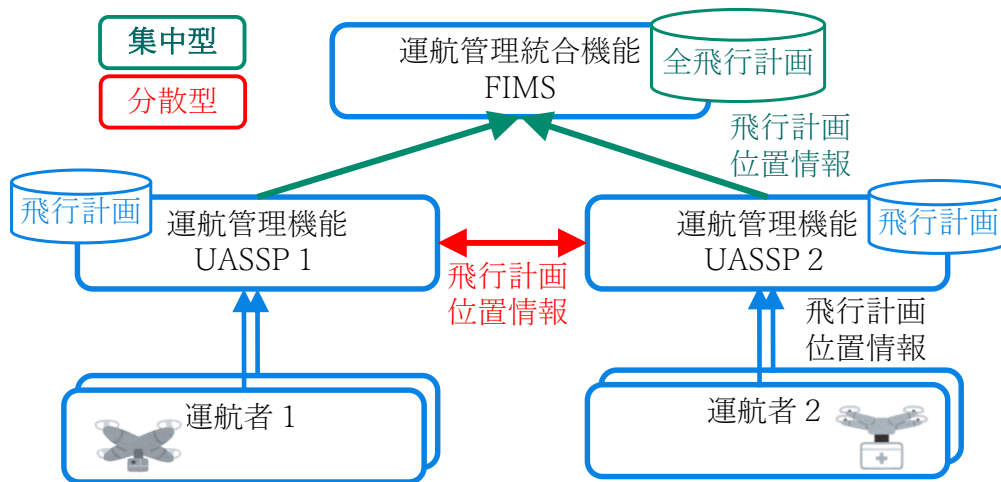 集中型
分散型
運航管理統合機能
FIMS
全飛行計画
飛行計画
位置情報
飛行計画
運航管理機能
UASSP 1
飛行計画
位置情報
運航管理機能
UASSP 2
飛行計画
飛行計画
位置情報
運航者 1
運航者 2